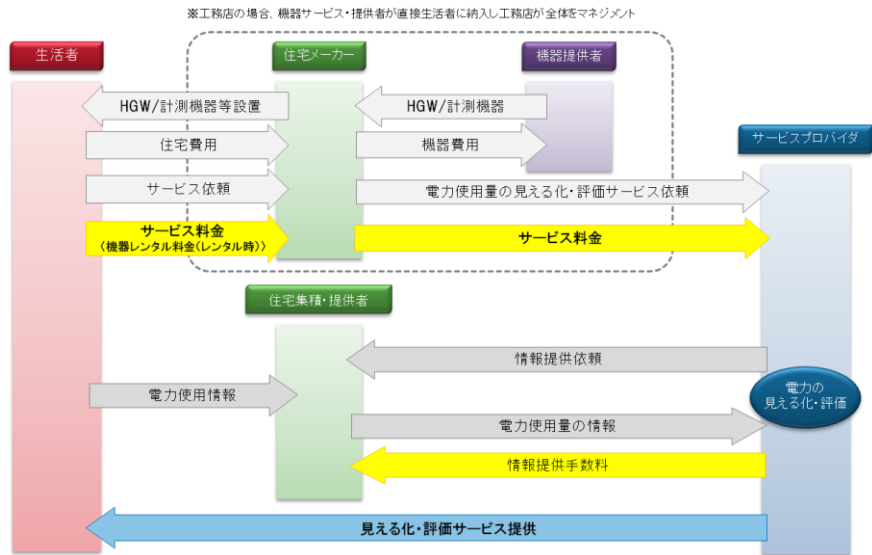 ※工務店の場合、機器サービス・提供者が直接生活者に納入し工務店が全体をマネジメント
生活者
住宅メーカー
機器提供者
サービスプロバイダ
HGW/計測機器等設置
HGW/計測機器
住宅費用
機器費用
サービス依頼
電力使用量の見える化・評価サービス依頼
サービス料金
〈機器レンタル料金(レンタル時)〉
サービス料金
住宅集積・提供者
情報提供依頼
電力使用情報
電力の
見える化・評価
電力使用量の情報
情報提供手数料
見える化・評価サービス提供